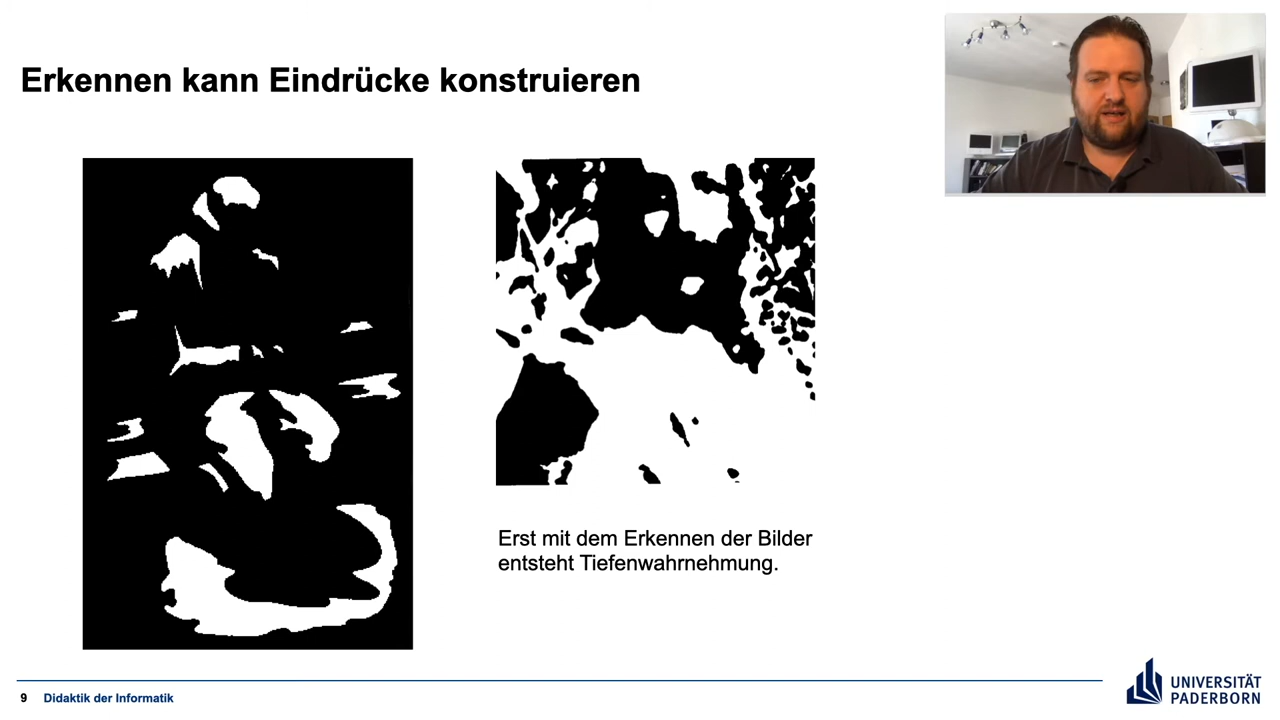 Erkennen kann Eindrücke konstruieren
Erst mit dem Erkennen der Bilder
entsteht Tiefenwahrnehmung.
9 Didaktik der Informatik
UNIVERSITÄT
PADERBORN